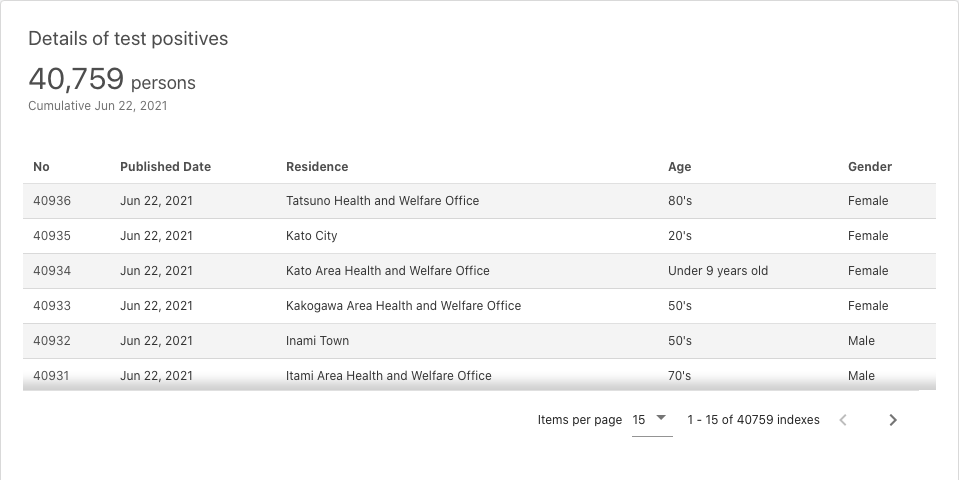 Details of test positives
40,759 persons
Cumulative Jun 22, 2021
No Published Date Residence Age Gender
40936 Jun 22, 2021 Tatsuno Health and Welfare Office 80's Female
40935 Jun 22, 2021 Kato City 20's Female
40934 Jun 22, 2021 Kato Area Health and Welfare Office Under 9 years old Female
40933 Jun 22, 2021 Kakogawa Area Health and Welfare Office 50's Female
40932 Jun 22, 2021 Inami Town 50's Male
40931 Jun 22, 2021 Itami Area Health and Welfare Office 70's Male
Items per page 15 1 - 15 of 40759 indexes